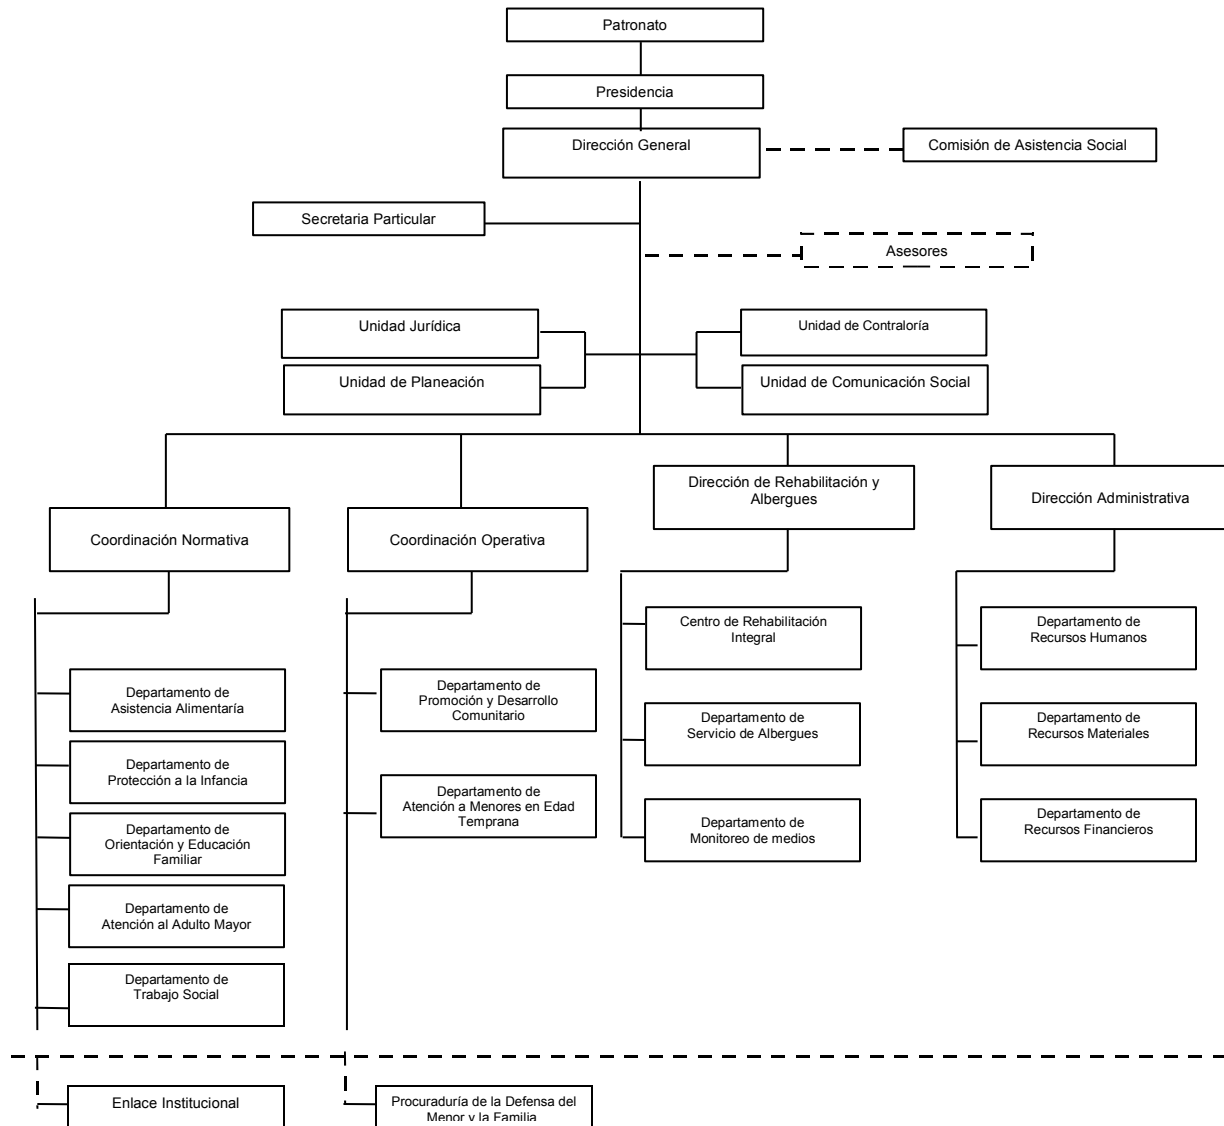 Patronato
Presidencia
Dirección General
Comisión de Asistencia Social
Secretaria Particular
Asesores
Unidad Jurídica
Unidad de Contraloría
Unidad de Planeación
Unidad de Comunicación Social
Coordinación Normativa
Coordinación Operativa
Dirección de Rehabilitación y
Albergues
Dirección Administrativa
Departamento de
Asistencia Alimentaría
Departamento de
Protección a la Infancia
Departamento de
Orientación y Educación
Familiar
Departamento de
Atención al Adulto Mayor
Departamento de
Trabajo Social
Departamento de
Promoción y Desarrollo
Comunitario
Departamento de
Atención a Menores en Edad
Temprana
Centro de Rehabilitación
Integral
Departamento de
Servicio de Albergues
Departamento de
Monitoreo de medios
Departamento de
Recursos Humanos
Departamento de
Recursos Materiales
Departamento de
Recursos Financieros
Enlace Institucional
Procuraduría de la Defensa del
Menor y la Familia